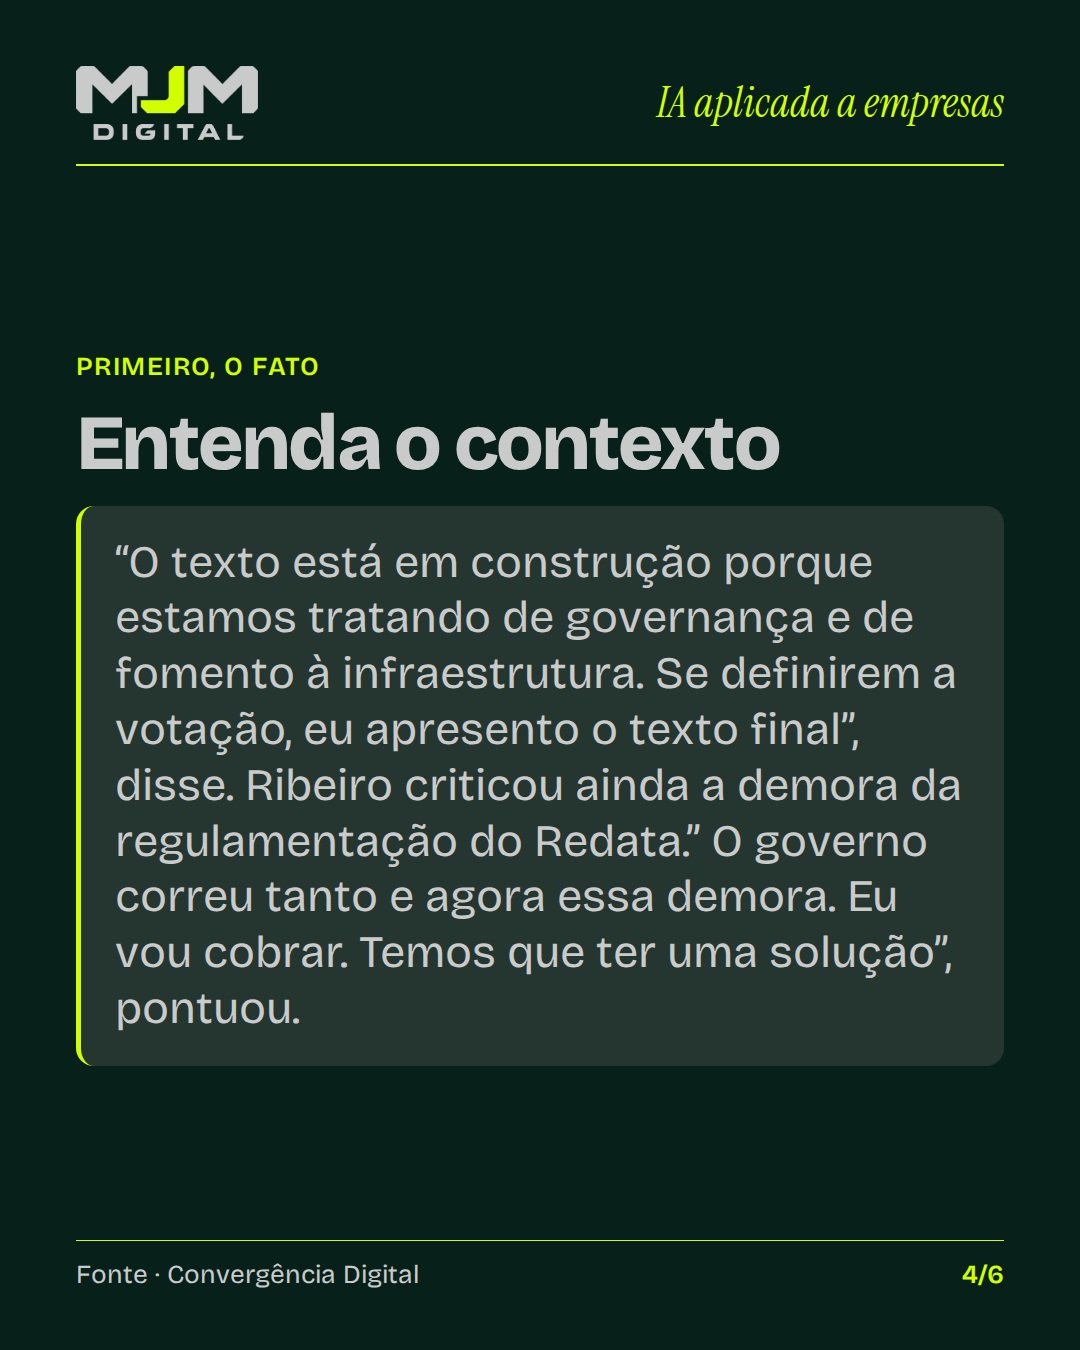 MJM
DIGITAL
IA aplicada a empresas
PRIMEIRO, O FATO
Entenda o contexto
“O texto está em construção porque
estamos tratando de governança e de
fomento à infraestrutura. Se definirem a
votação, eu apresento o texto final”,
disse. Ribeiro criticou ainda a demora da
regulamentação do Redata.” O governo
correu tanto e agora essa demora. Eu
vou cobrar. Temos que ter uma solução”,
pontuou.
Fonte · Convergência Digital
4/6